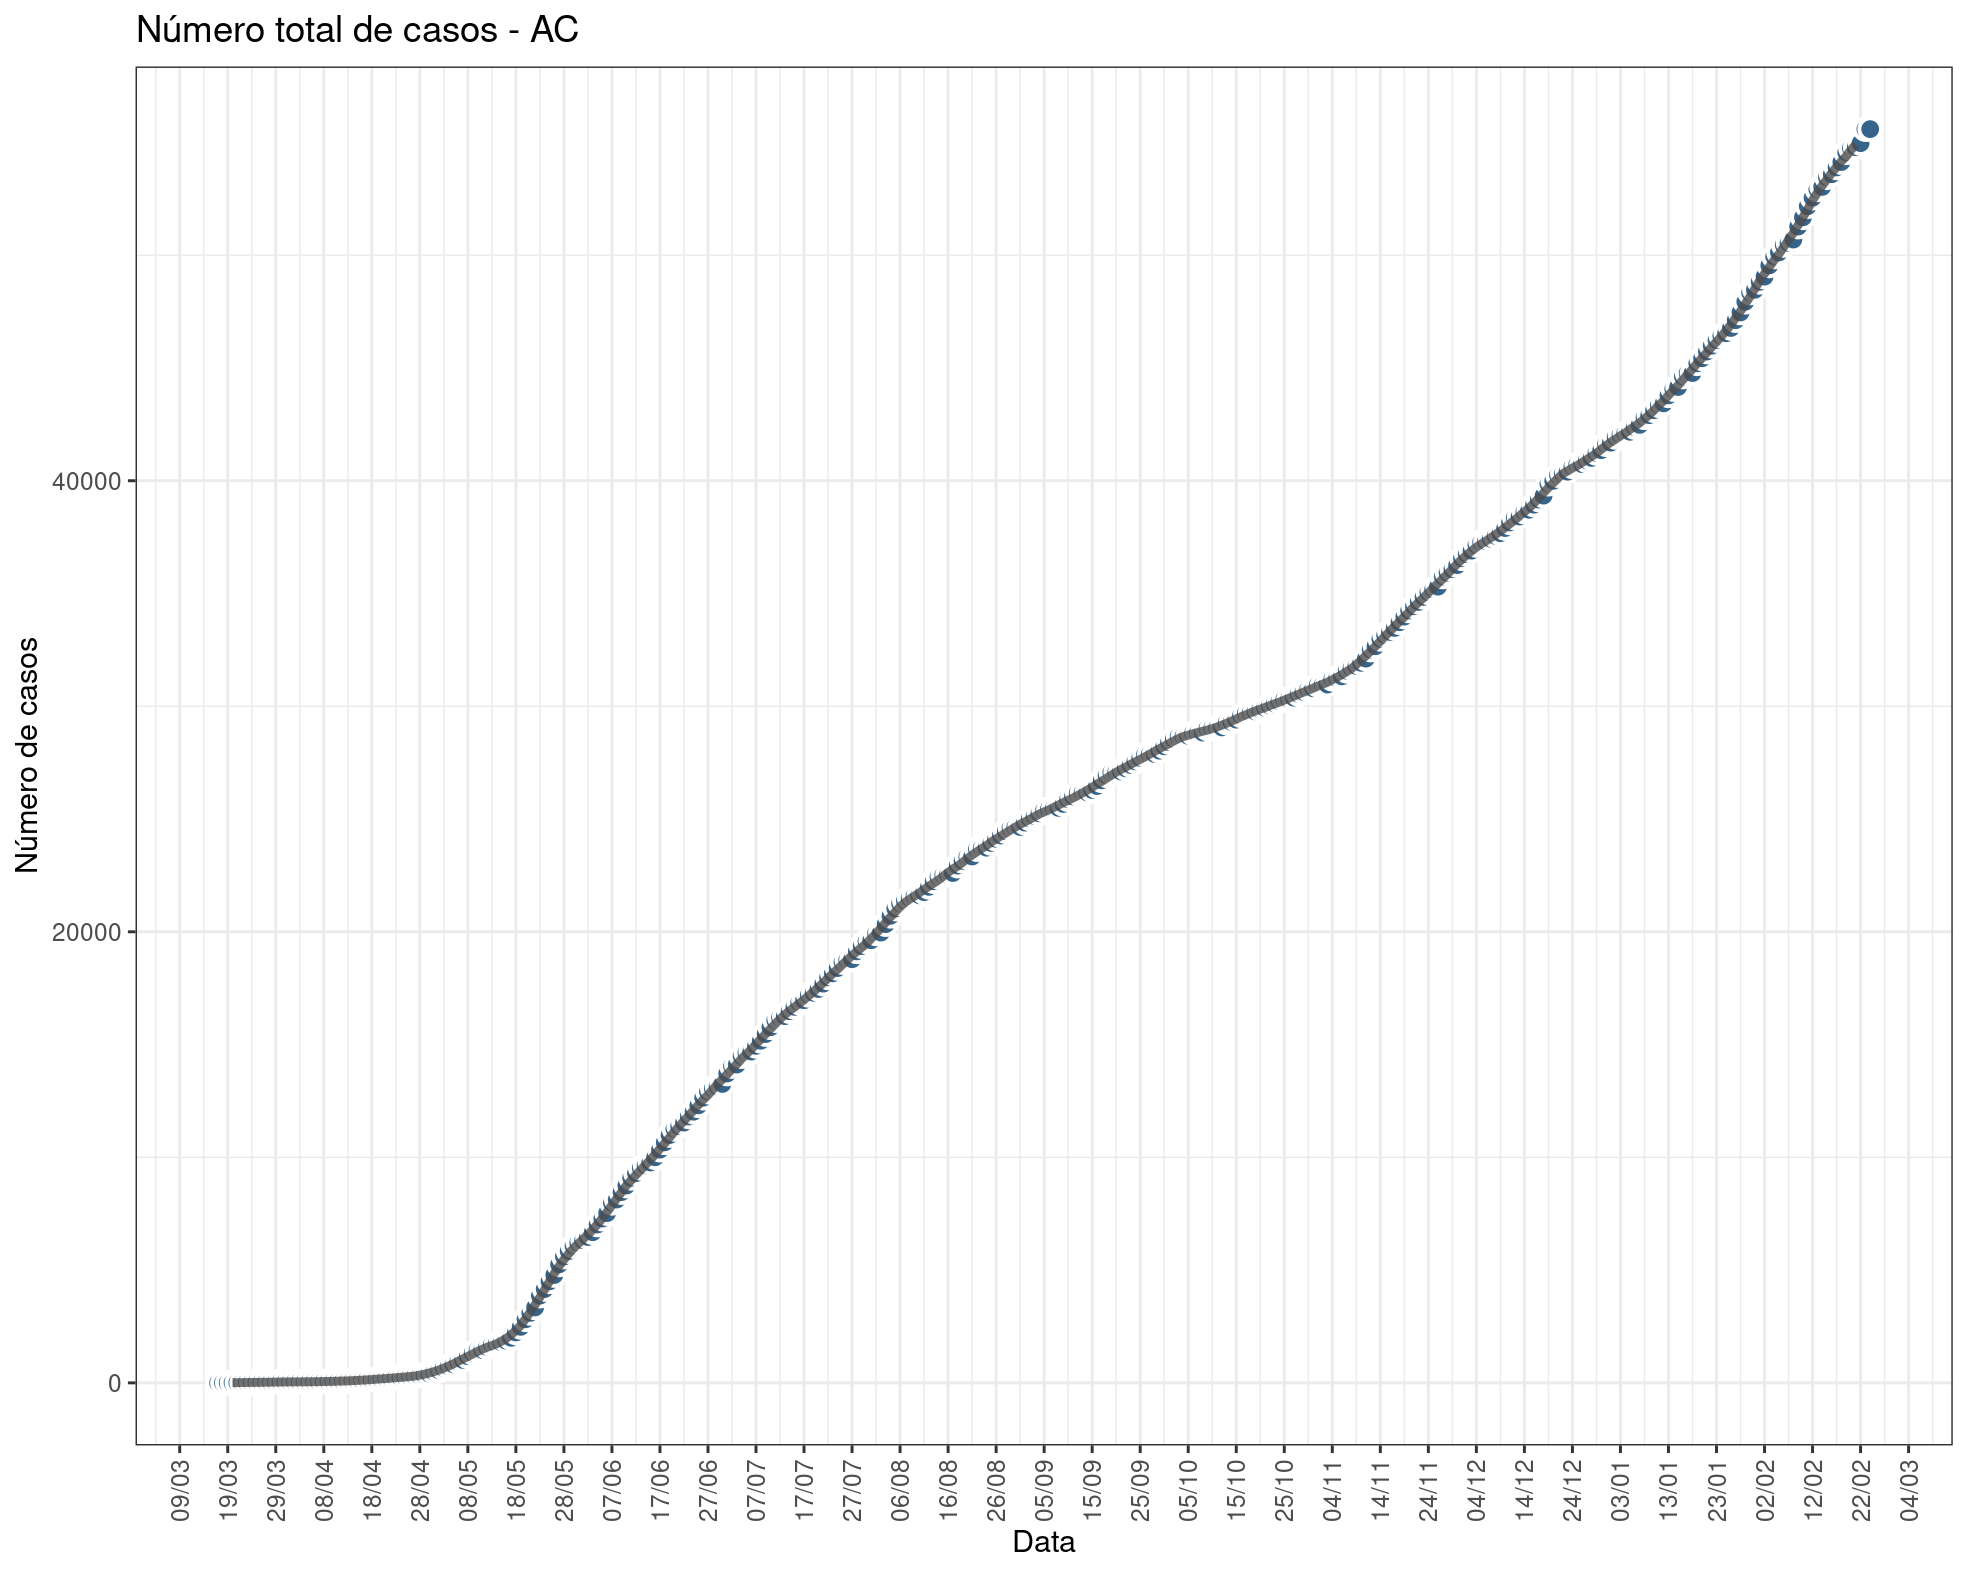 Número total de casos - AC
Número de casos
40000
20000
0
09/03 19/03 29/03 08/04 18/04 28/04 08/05 18/05 28/05 07/06 17/06 27/06 07/07 17/07 27/07 06/08 16/08 26/08 05/09 15/09 25/09 05/10 15/10 25/10 04/11 14/11 24/11 04/12 14/12 24/12 03/01 13/01 23/01 02/02 12/02 22/02 04/03
Data